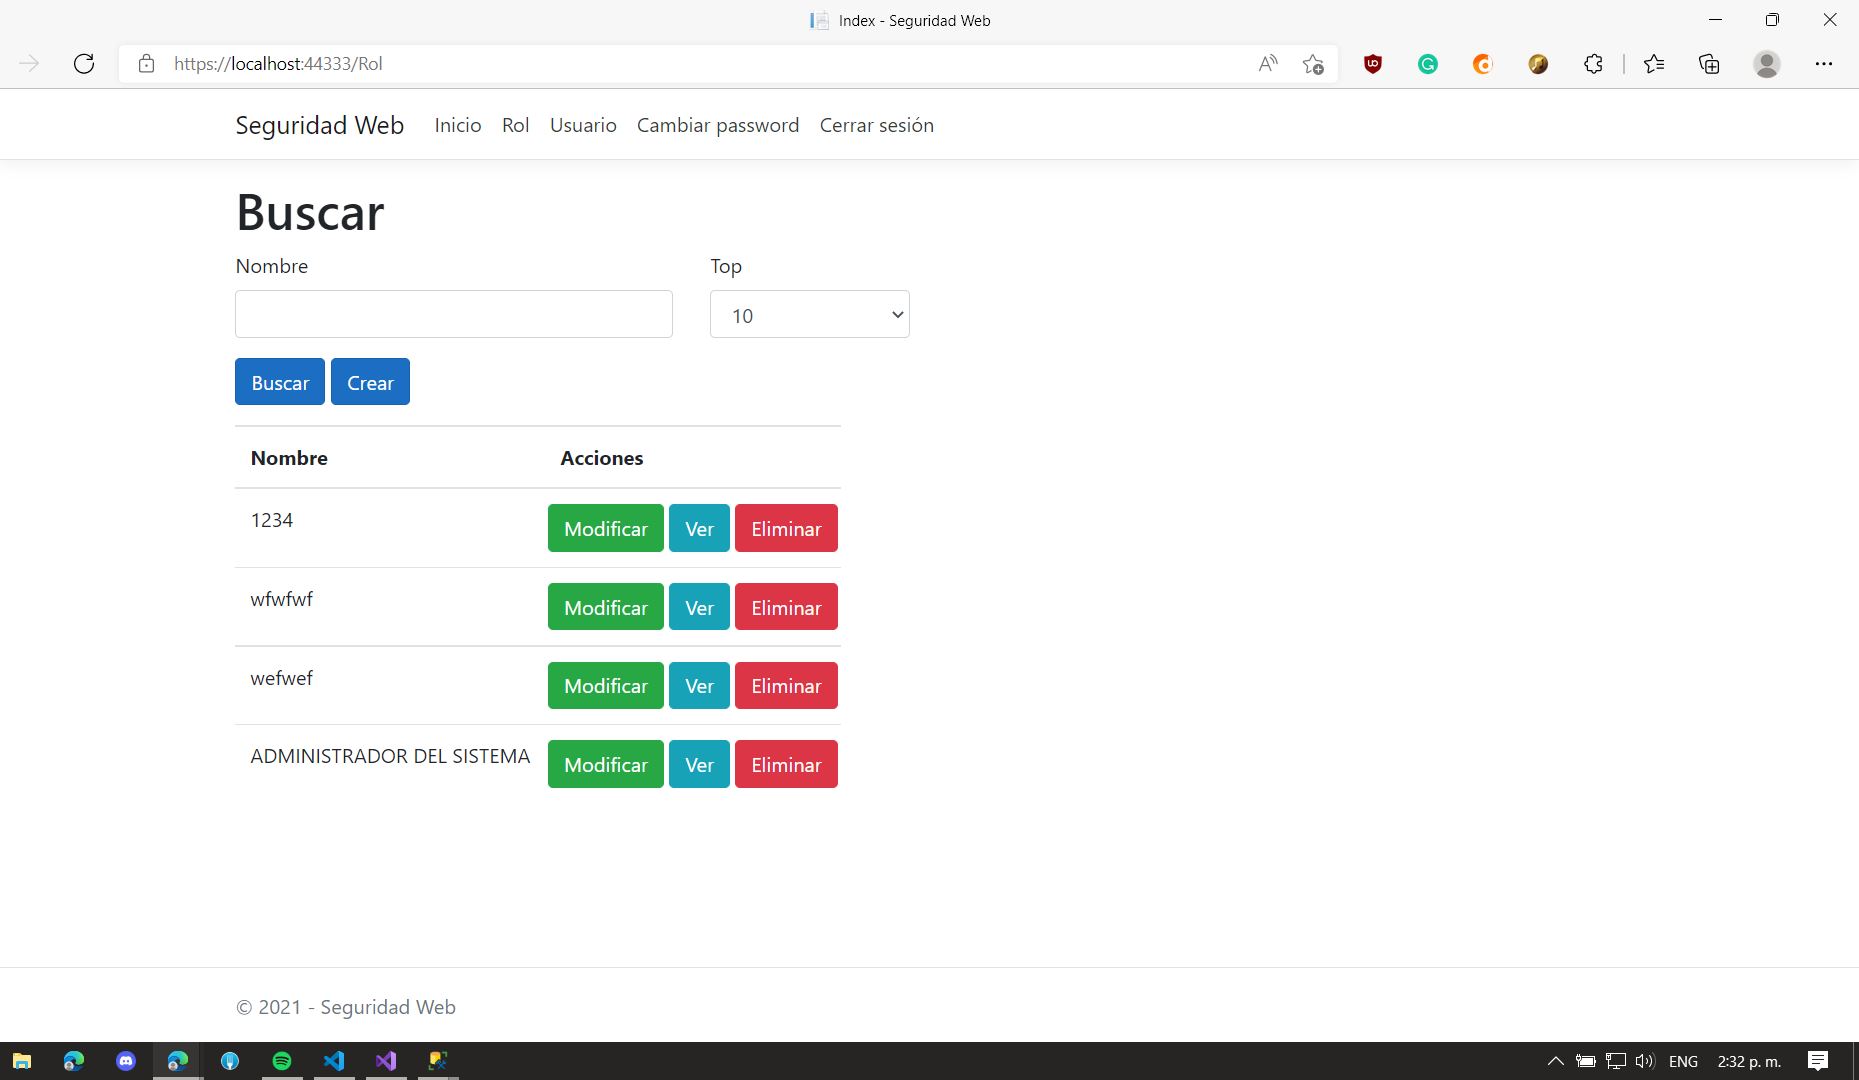 Index - Seguridad Web
https://localhost:44333/Rol
Seguridad Web Inicio Rol Usuario Cambiar password Cerrar sesión
Buscar
Nombre Top
10
Buscar Crear
Nombre Acciones
1234 Modificar Ver Eliminar
wfwfwf Modificar Ver Eliminar
wefwef Modificar Ver Eliminar
ADMINISTRADOR DEL SISTEMA Modificar Ver Eliminar
© 2021 - Seguridad Web
ENG 2:32 p. m.